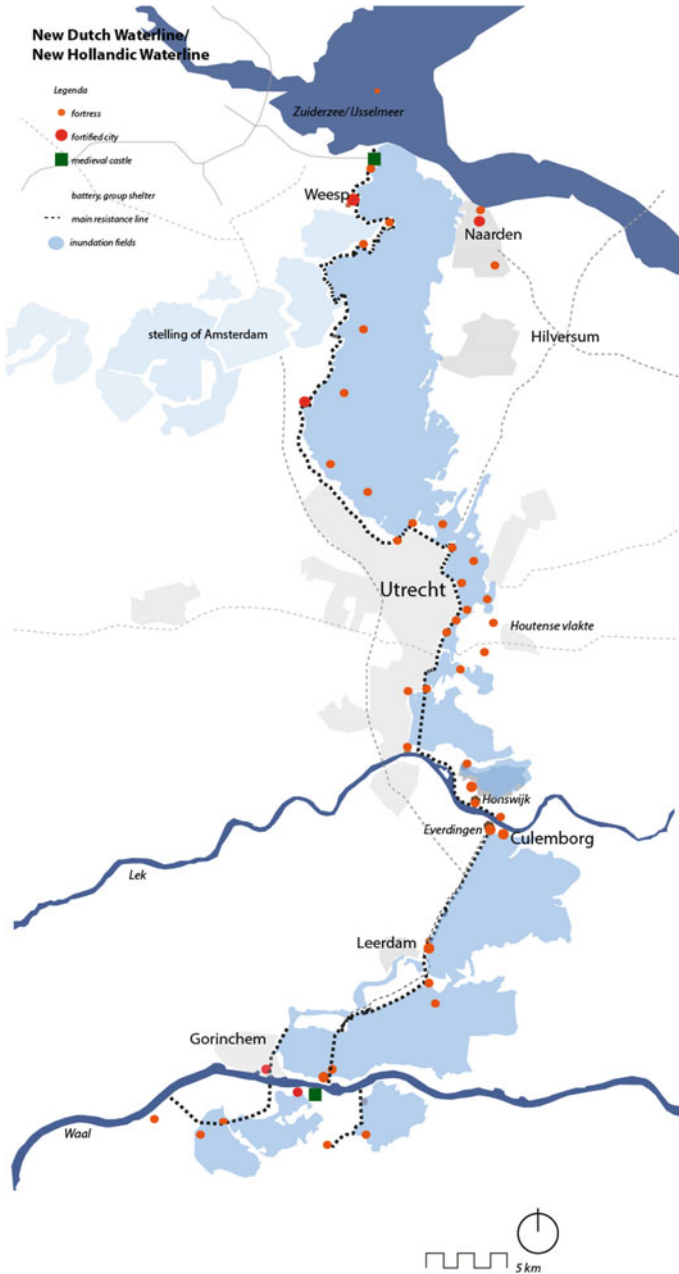 New Dutch Waterline/
New Hollandic Waterline
Legenda
fortress
fortified city
medieval castle
battery, group shelter
main resistance line
inundation fields
Zuiderzee/ IJsselmeer
Weesp
Naarden
stelling of Amsterdam
Hilversum
Utrecht
Houtense vlakte
Honswijk
Everdingen
Culemborg
Lek
Leerdam
Gorinchem
Waal
5 km